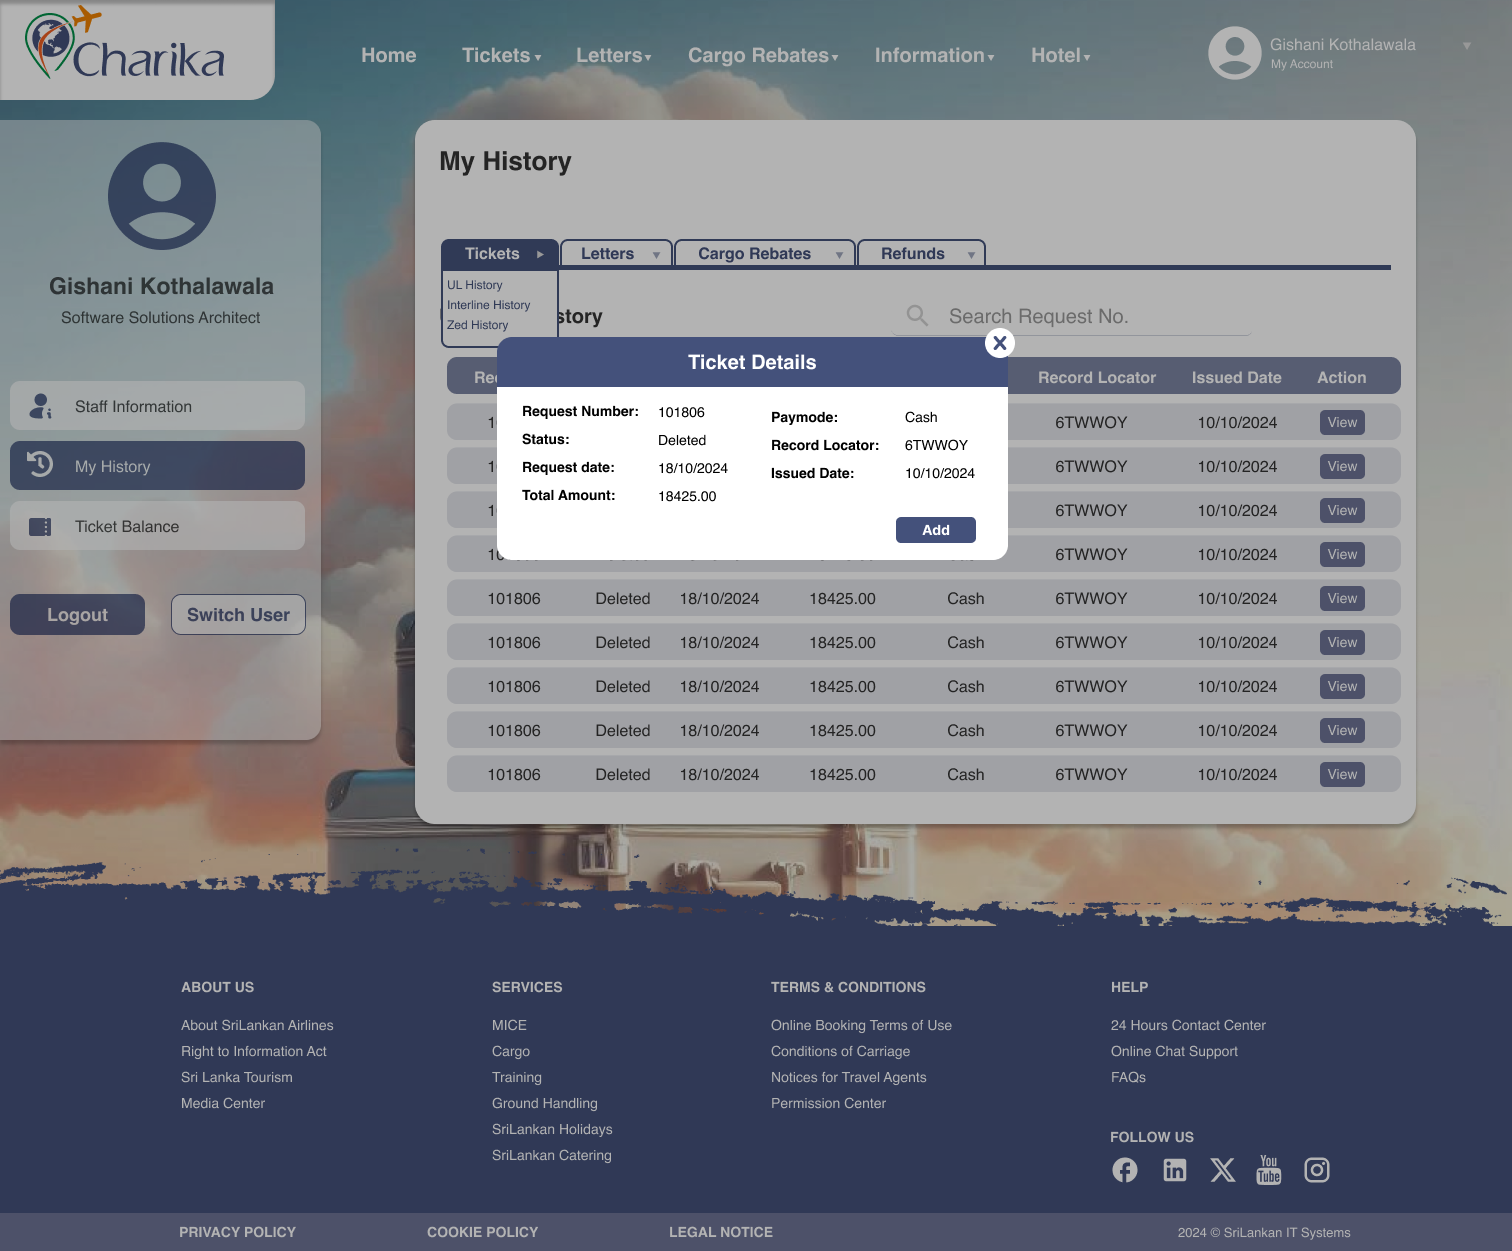 Charika
Home Tickets Letters Cargo Rebates Information Hotel
Gishani Kothalawala
My Account
Gishani Kothalawala
Software Solutions Architect
Staff Information
My History
Ticket Balance
Logout Switch User
My History
Tickets Letters Cargo Rebates Refunds
UL History
Interline History
Zed History
story
Search Request No.
Record Locator Issued Date Action
Ticket Details
Request Number: 101806
Status: Deleted
Request date: 18/10/2024
Total Amount: 18425.00
Paymode: Cash
Record Locator: 6TWWOY
Issued Date: 10/10/2024
Add
6TWWOY 10/10/2024 View
6TWWOY 10/10/2024 View
6TWWOY 10/10/2024 View
6TWWOY 10/10/2024 View
101806 Deleted 18/10/2024 18425.00 Cash 6TWWOY 10/10/2024 View
101806 Deleted 18/10/2024 18425.00 Cash 6TWWOY 10/10/2024 View
101806 Deleted 18/10/2024 18425.00 Cash 6TWWOY 10/10/2024 View
101806 Deleted 18/10/2024 18425.00 Cash 6TWWOY 10/10/2024 View
101806 Deleted 18/10/2024 18425.00 Cash 6TWWOY 10/10/2024 View
ABOUT US
About SriLankan Airlines
Right to Information Act
Sri Lanka Tourism
Media Center
SERVICES
MICE
Cargo
Training
Ground Handling
SriLankan Holidays
SriLankan Catering
TERMS & CONDITIONS
Online Booking Terms of Use
Conditions of Carriage
Notices for Travel Agents
Permission Center
HELP
24 Hours Contact Center
Online Chat Support
FAQs
FOLLOW US
You
Tube
PRIVACY POLICY COOKIE POLICY LEGAL NOTICE 2024 © SriLankan IT Systems